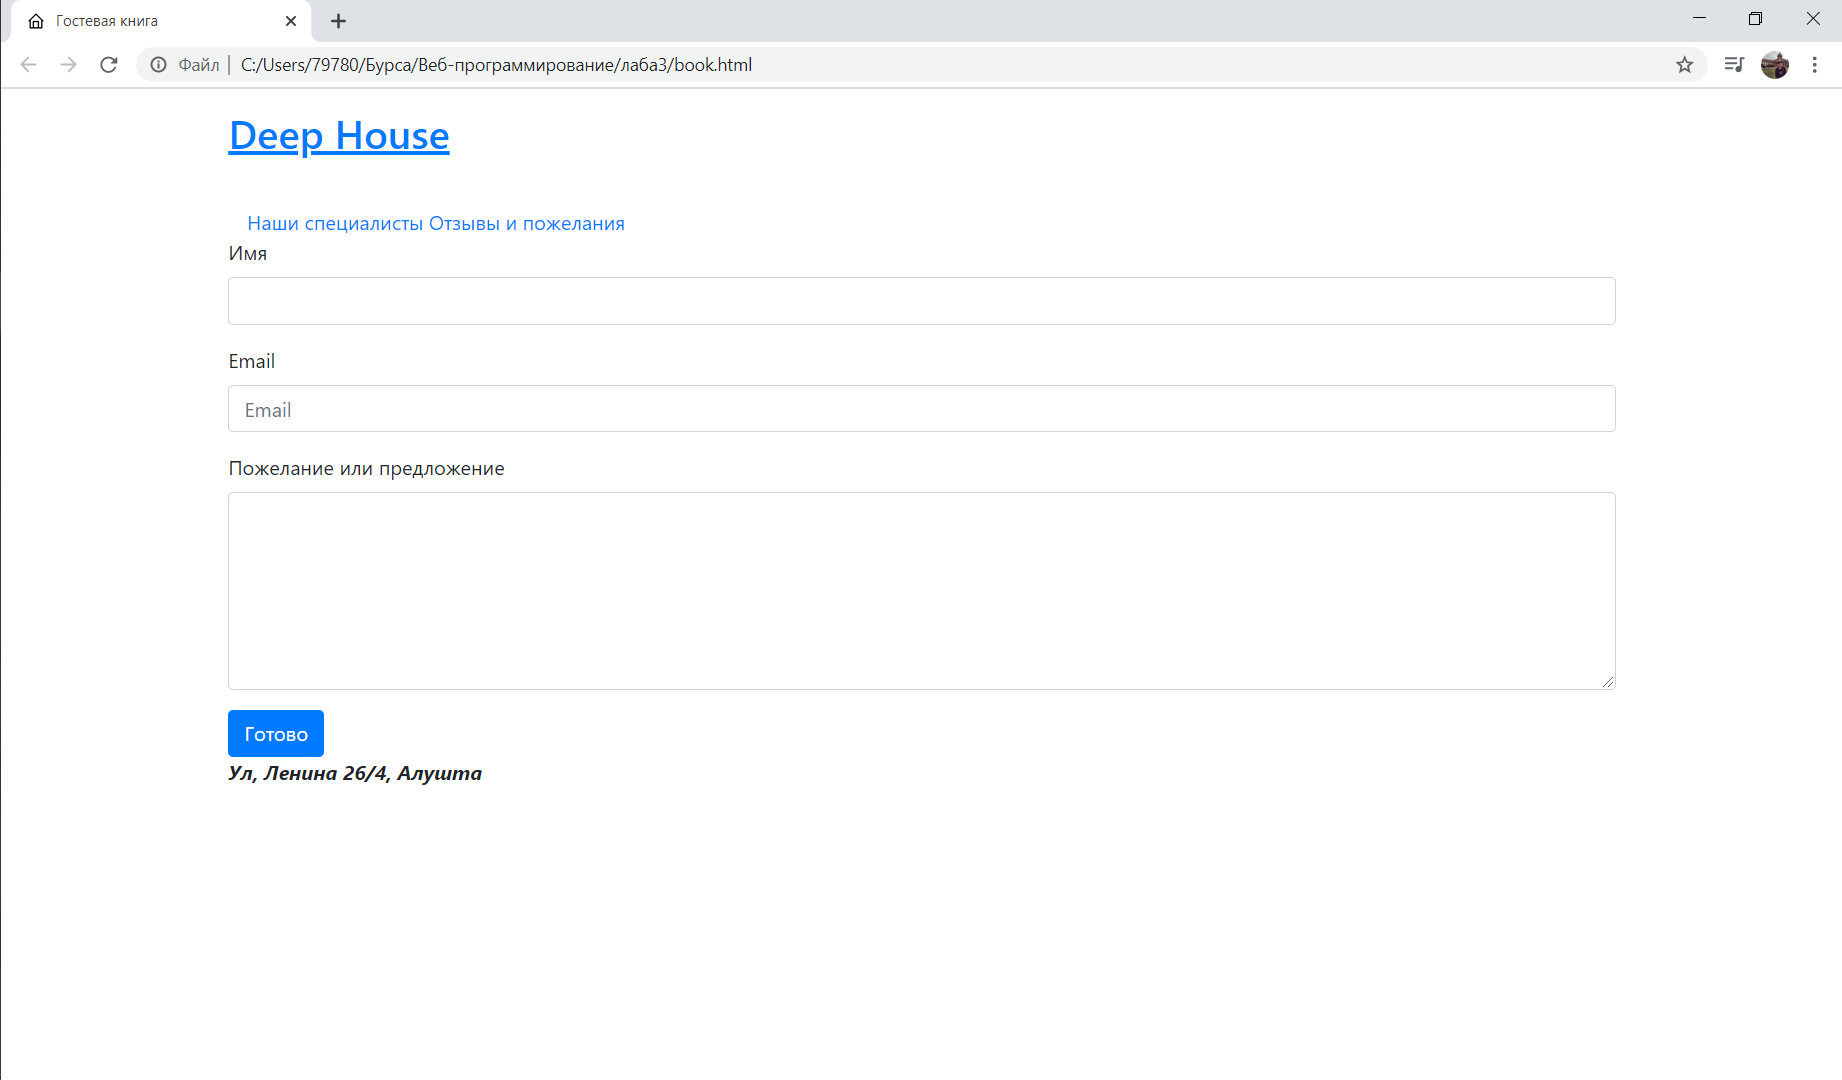 Гостевая книга
Файл | C:/Users/79780/Бурса/Веб-программирование/лаба3/book.html
Deep House
Наши специалисты Отзывы и пожелания
Имя
Email
Email
Пожелание или предложение
Готово
Ул, Ленина 26/4, Алушта